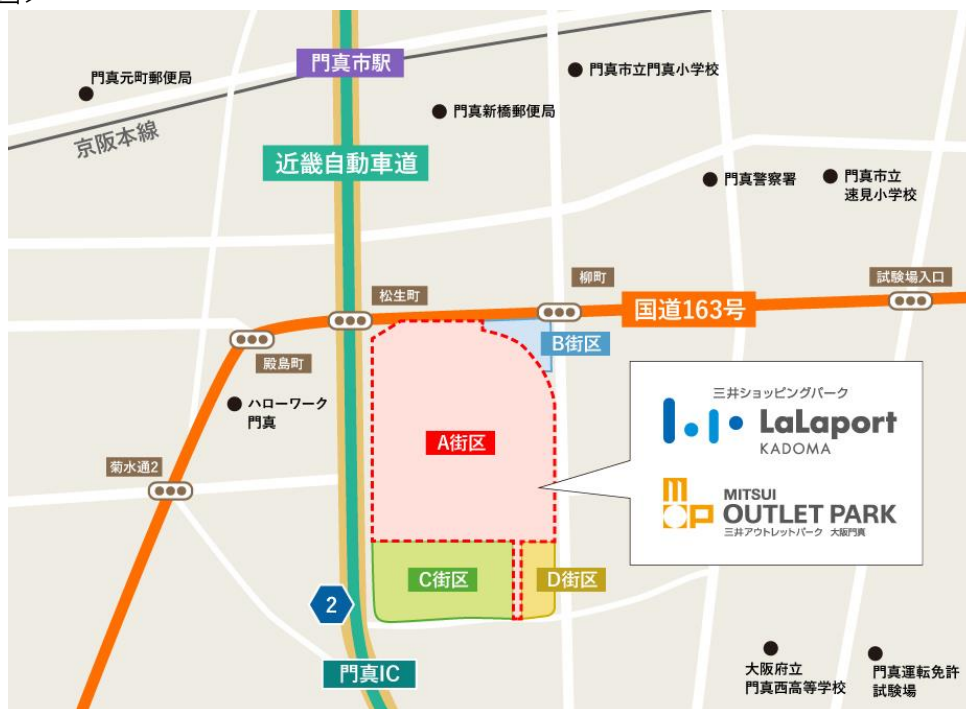 門真市駅
門真元町郵便局
門真市立門真小学校
門真新橋郵便局
京阪本線
近畿自動車道
門真警察署
門真市立
速見小学校
松生町
柳町
試験場入口
国道163号
殿島町
B街区
ハローワーク
門真
A街区
三井ショッピングパーク
LaLaport
KADOMA
菊水通2
MITSUI
OUTLET PARK
三井アウトレットパーク 大阪門真
C街区
D街区
2
門真IC
大阪府立
門真西高等学校
門真運転免許
試験場